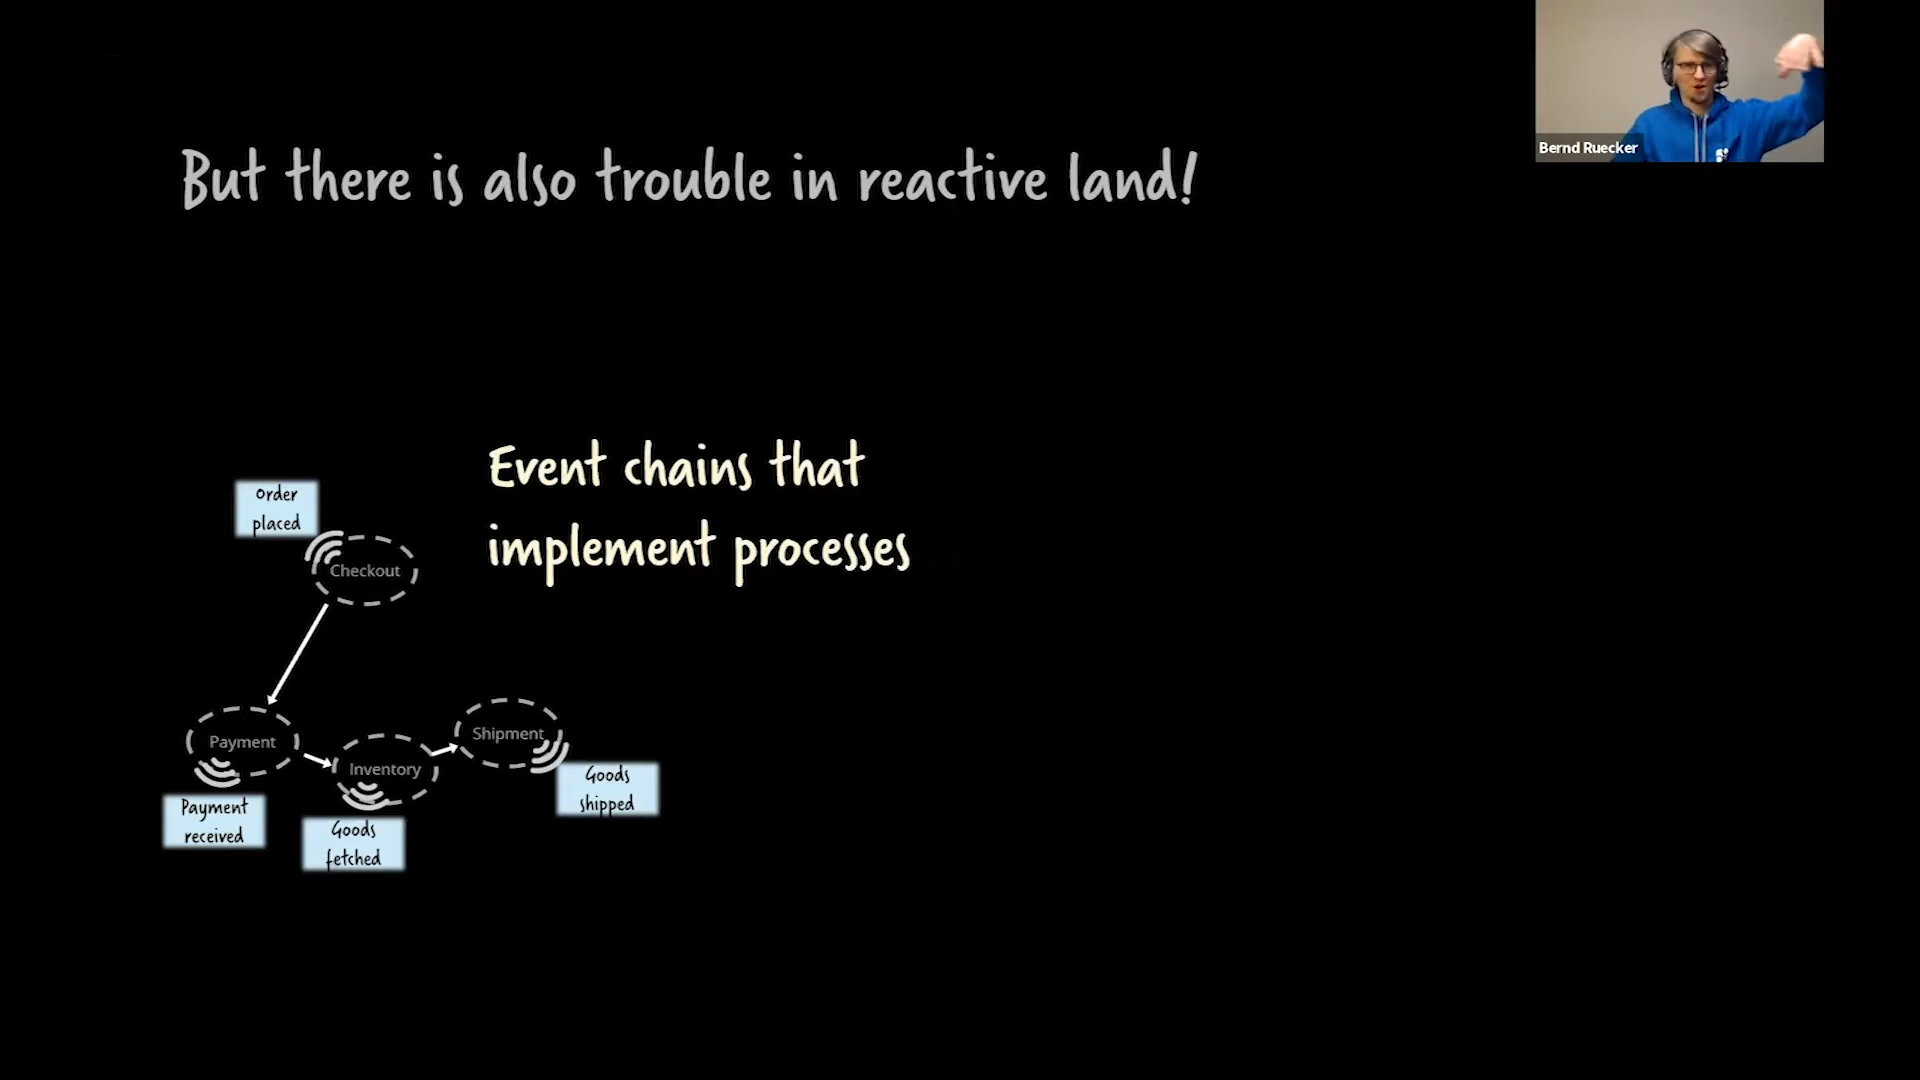 Bernd Ruecker
But there is also trouble in reactive land!
Event chains that
implement processes
Order
placed
Checkout
Payment
Inventory
Shipment
Payment
received
Goods
fetched
Goods
shipped